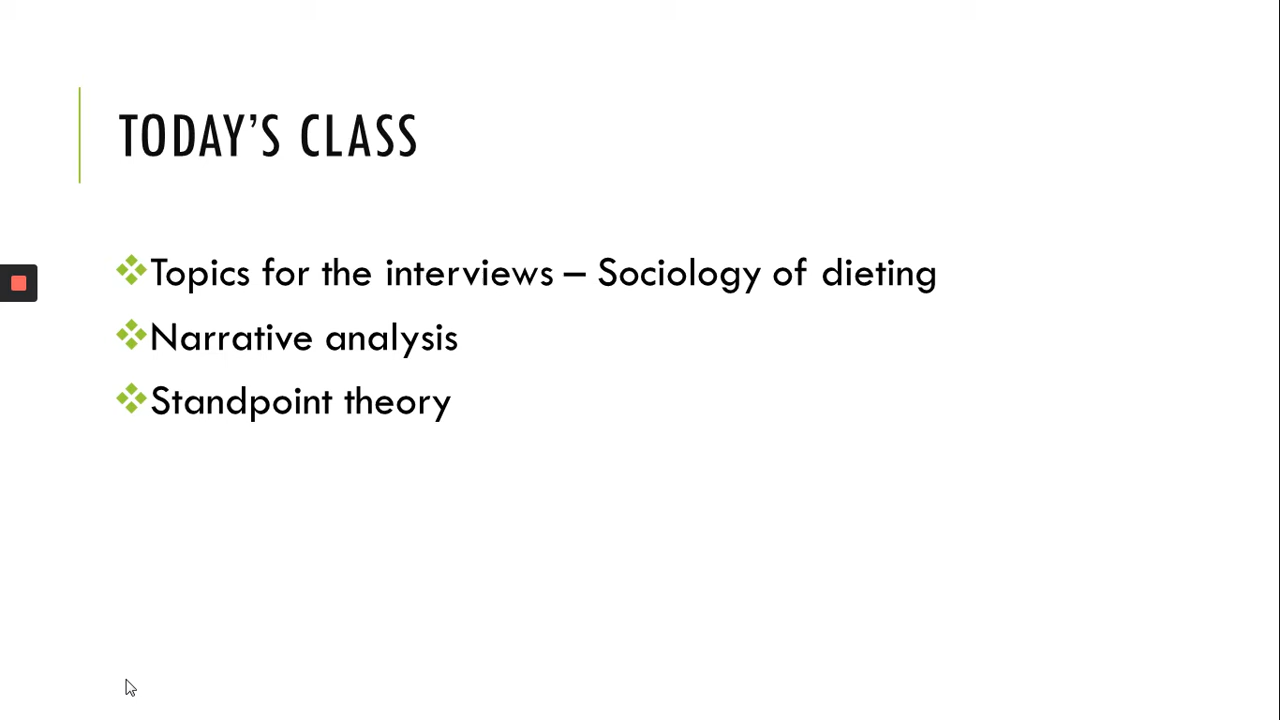 TODAY’S CLASS
Topics for the interviews – Sociology of dieting
Narrative analysis
Standpoint theory